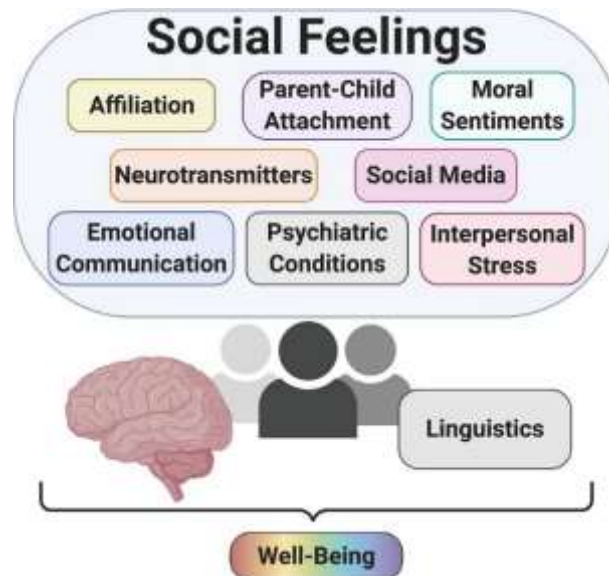 Social Feelings
Affiliation
Parent-Child
Attachment
Moral
Sentiments
Neurotransmitters
Social Media
Emotional
Communication
Psychiatric
Conditions
Interpersonal
Stress
Linguistics
Well-Being